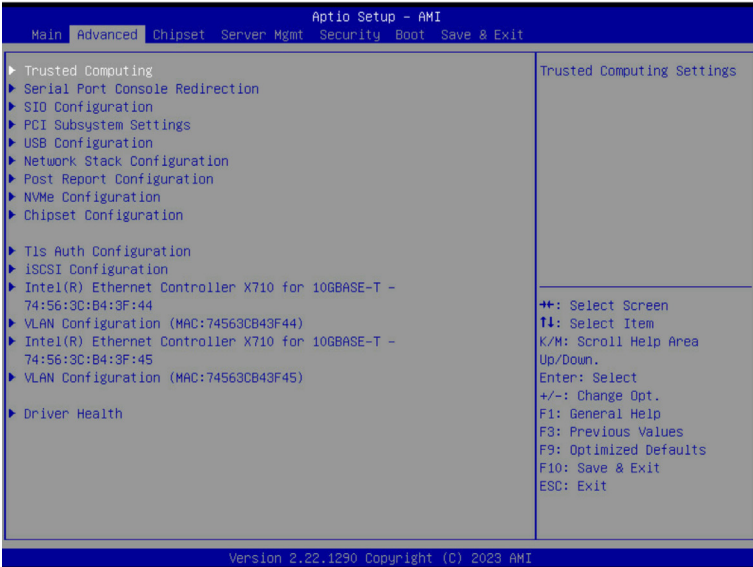 Aptio Setup – AMI
Main Advanced Chipset Server Mgmt Security Boot Save & Exit
Trusted Computing
Serial Port Console Redirection
SIO Configuration
PCI Subsystem Settings
USB Configuration
Network Stack Configuration
Post Report Configuration
NVMe Configuration
Chipset Configuration
Tls Auth Configuration
iSCSI Configuration
Intel(R) Ethernet Controller X710 for 10GBASE-T –
74:56:3C:B4:3F:44
VLAN Configuration (MAC:74563CB43F44)
Intel(R) Ethernet Controller X710 for 10GBASE-T –
74:56:3C:B4:3F:45
VLAN Configuration (MAC:74563CB43F45)
Driver Health
Trusted Computing Settings
→←: Select Screen
↑↓: Select Item
K/M: Scroll Help Area
Up/Down.
Enter: Select
+/-: Change Opt.
F1: General Help
F3: Previous Values
F9: Optimized Defaults
F10: Save & Exit
ESC: Exit
Version 2.22.1290 Copyright (C) 2023 AMI